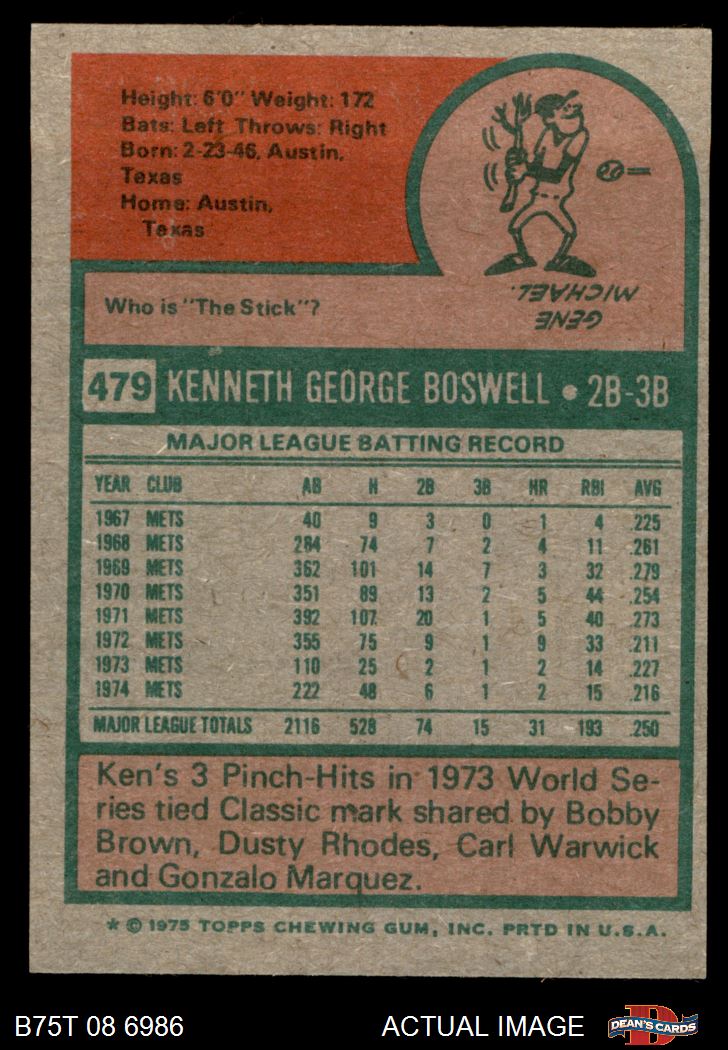 Height: 6'0" Weight: 172
Bats: Left Throws: Right
Born: 2-23-46, Austin,
Texas
Home: Austin,
Texas
Who is "The Stick"?
GENE
MICHAEL.
479 KENNETH GEORGE BOSWELL • 2B-3B
MAJOR LEAGUE BATTING RECORD
YEAR CLUB AB H 2B 3B HR RBI AVG
1967 METS 40 9 3 0 1 4 .225
1968 METS 284 74 7 2 4 11 .261
1969 METS 362 101 14 7 3 32 .279
1970 METS 351 89 13 2 5 44 .254
1971 METS 392 107 20 1 5 40 .273
1972 METS 355 75 9 1 9 33 .211
1973 METS 110 25 2 1 2 14 .227
1974 METS 222 48 6 1 2 15 .216
MAJOR LEAGUE TOTALS 2116 528 74 15 31 193 .250
Ken's 3 Pinch-Hits in 1973 World Se-
ries tied Classic mark shared by Bobby
Brown, Dusty Rhodes, Carl Warwick
and Gonzalo Marquez.
* © 1975 TOPPS CHEWING GUM, INC. PRTD IN U.S.A.
B75T 08 6986 ACTUAL IMAGE DEAN'S CARDS